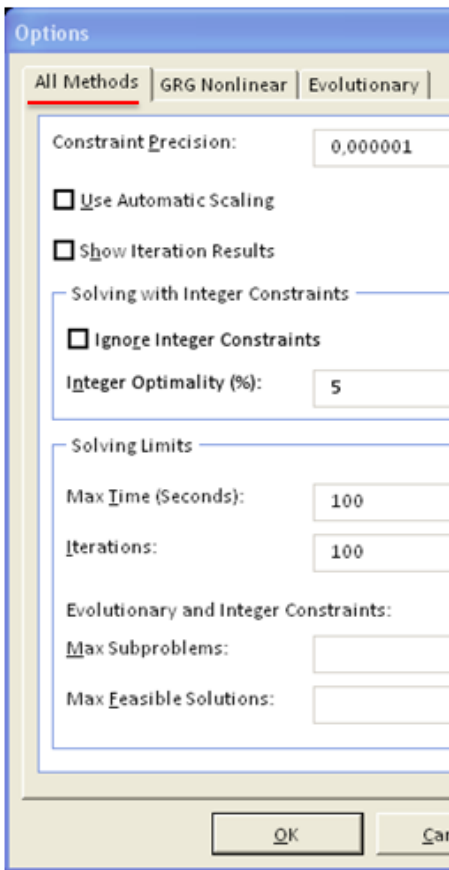 Options
All Methods GRG Nonlinear Evolutionary
Constraint Precision: 0,000001
Use Automatic Scaling
Show Iteration Results
Solving with Integer Constraints
Ignore Integer Constraints
Integer Optimality (%): 5
Solving Limits
Max Time (Seconds): 100
Iterations: 100
Evolutionary and Integer Constraints:
Max Subproblems:
Max Feasible Solutions:
OK